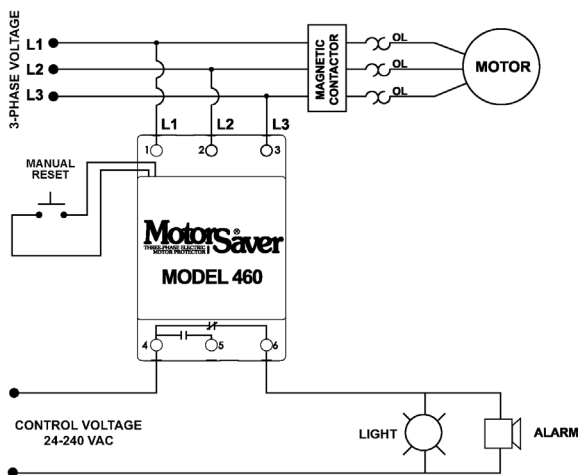 3-PHASE VOLTAGE
L1
L2
L3
MAGNETIC
CONTACTOR
OL
OL
OL
MOTOR
L1
L2
L3
1
2
3
MANUAL
RESET
MotorSaver®
THREE-PHASE ELECTRIC
MOTOR PROTECTOR
MODEL 460
4
5
6
CONTROL VOLTAGE
24-240 VAC
LIGHT
ALARM